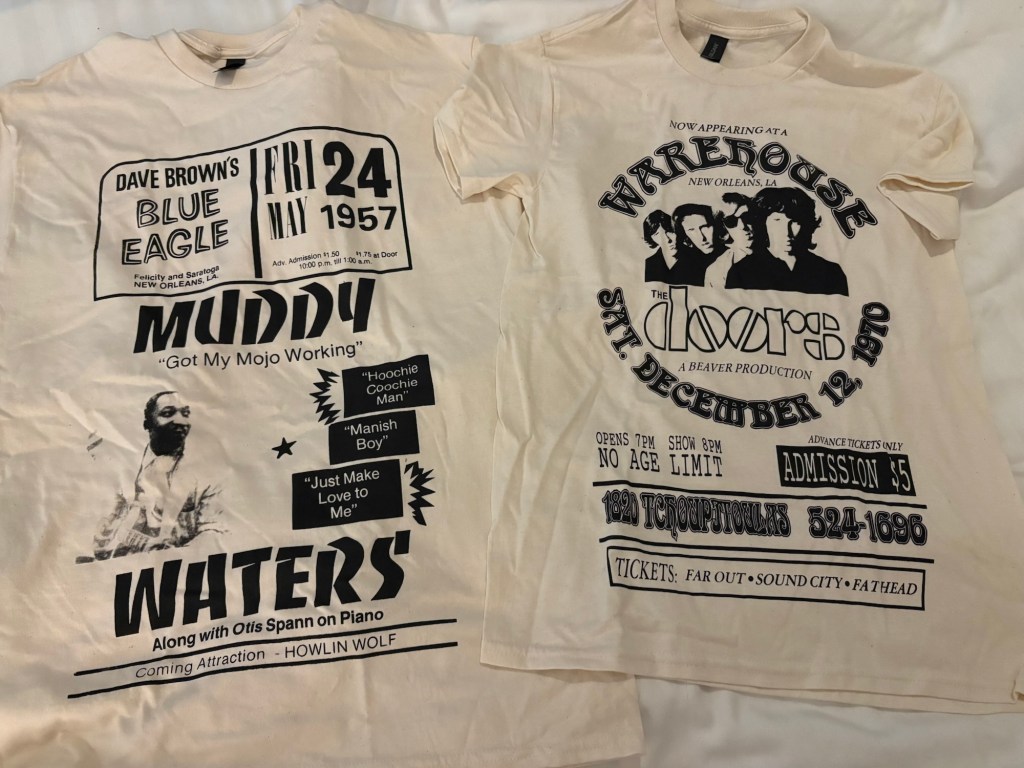 DAVE BROWN'S
BLUE
EAGLE
Felicity and Saratoga
NEW ORLEANS, LA.
FRI 24
MAY 1957
Adv. Admission $1.50 $1.75 at Door
10:00 p.m. till 1:00 a.m.
MUDDY
"Got My Mojo Working"
"Hoochie
Coochie
Man"
"Manish
Boy"
"Just Make
Love to
Me"
WATERS
Along with Otis Spann on Piano
Coming Attraction - HOWLIN WOLF
NOW APPEARING AT A
WAREHOUSE
NEW ORLEANS, LA.
THE
doors
A BEAVER PRODUCTION
SAT. DECEMBER 12, 1970
OPENS 7PM SHOW 8PM
NO AGE LIMIT
ADVANCE TICKETS ONLY
ADMISSION $5
1820 TCHOUPITOULAS 524-1696
TICKETS: FAR OUT • SOUND CITY • FATHEAD